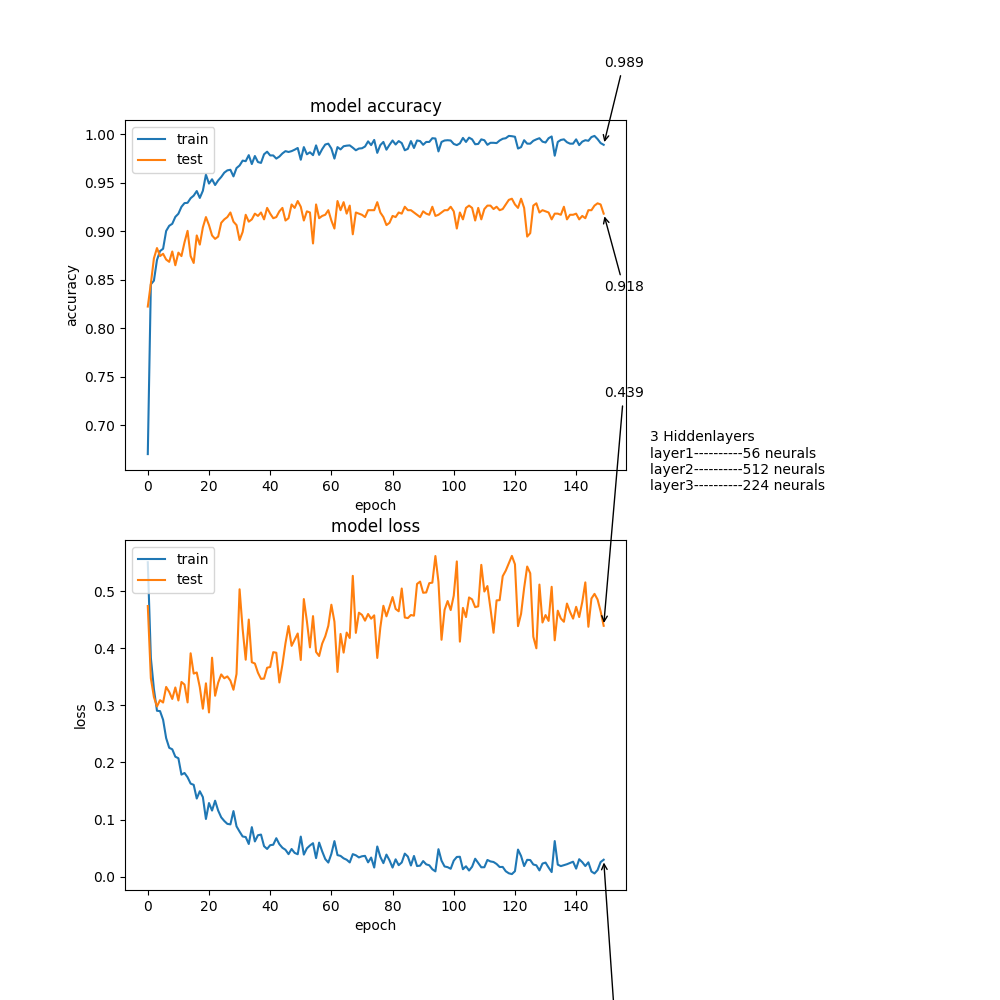 0.989
model accuracy
train
test
1.00
0.95
0.90
0.85
0.80
0.75
0.70
accuracy
0 20 40 60 80 100 120 140
epoch
0.918
0.439
3 Hiddenlayers
layer1----------56 neurals
layer2----------512 neurals
layer3----------224 neurals
model loss
train
test
0.5
0.4
0.3
0.2
0.1
0.0
loss
0 20 40 60 80 100 120 140
epoch